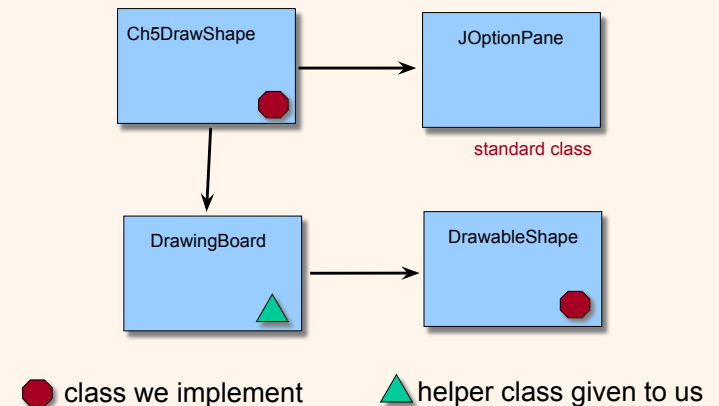 Ch5DrawShape
JOptionPane
standard class
DrawingBoard
DrawableShape
class we implement
helper class given to us